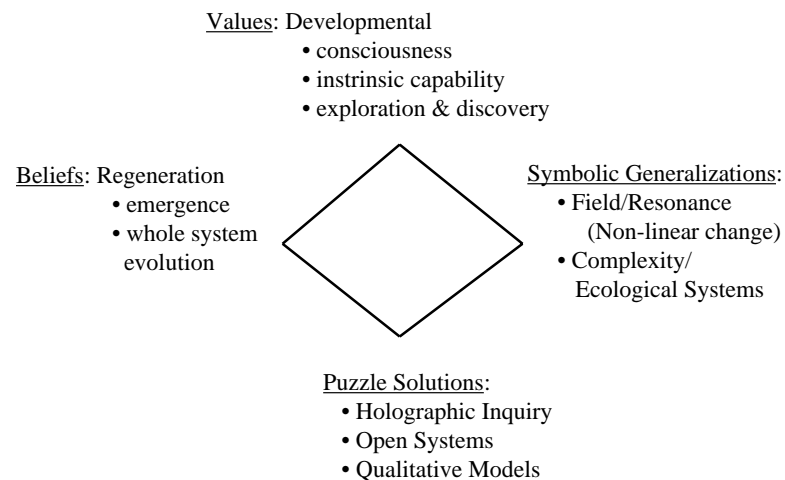 Values: Developmental
• consciousness
• instrinsic capability
• exploration & discovery
Beliefs: Regeneration
• emergence
• whole system
evolution
Symbolic Generalizations:
• Field/Resonance
(Non-linear change)
• Complexity/
Ecological Systems
Puzzle Solutions:
• Holographic Inquiry
• Open Systems
• Qualitative Models